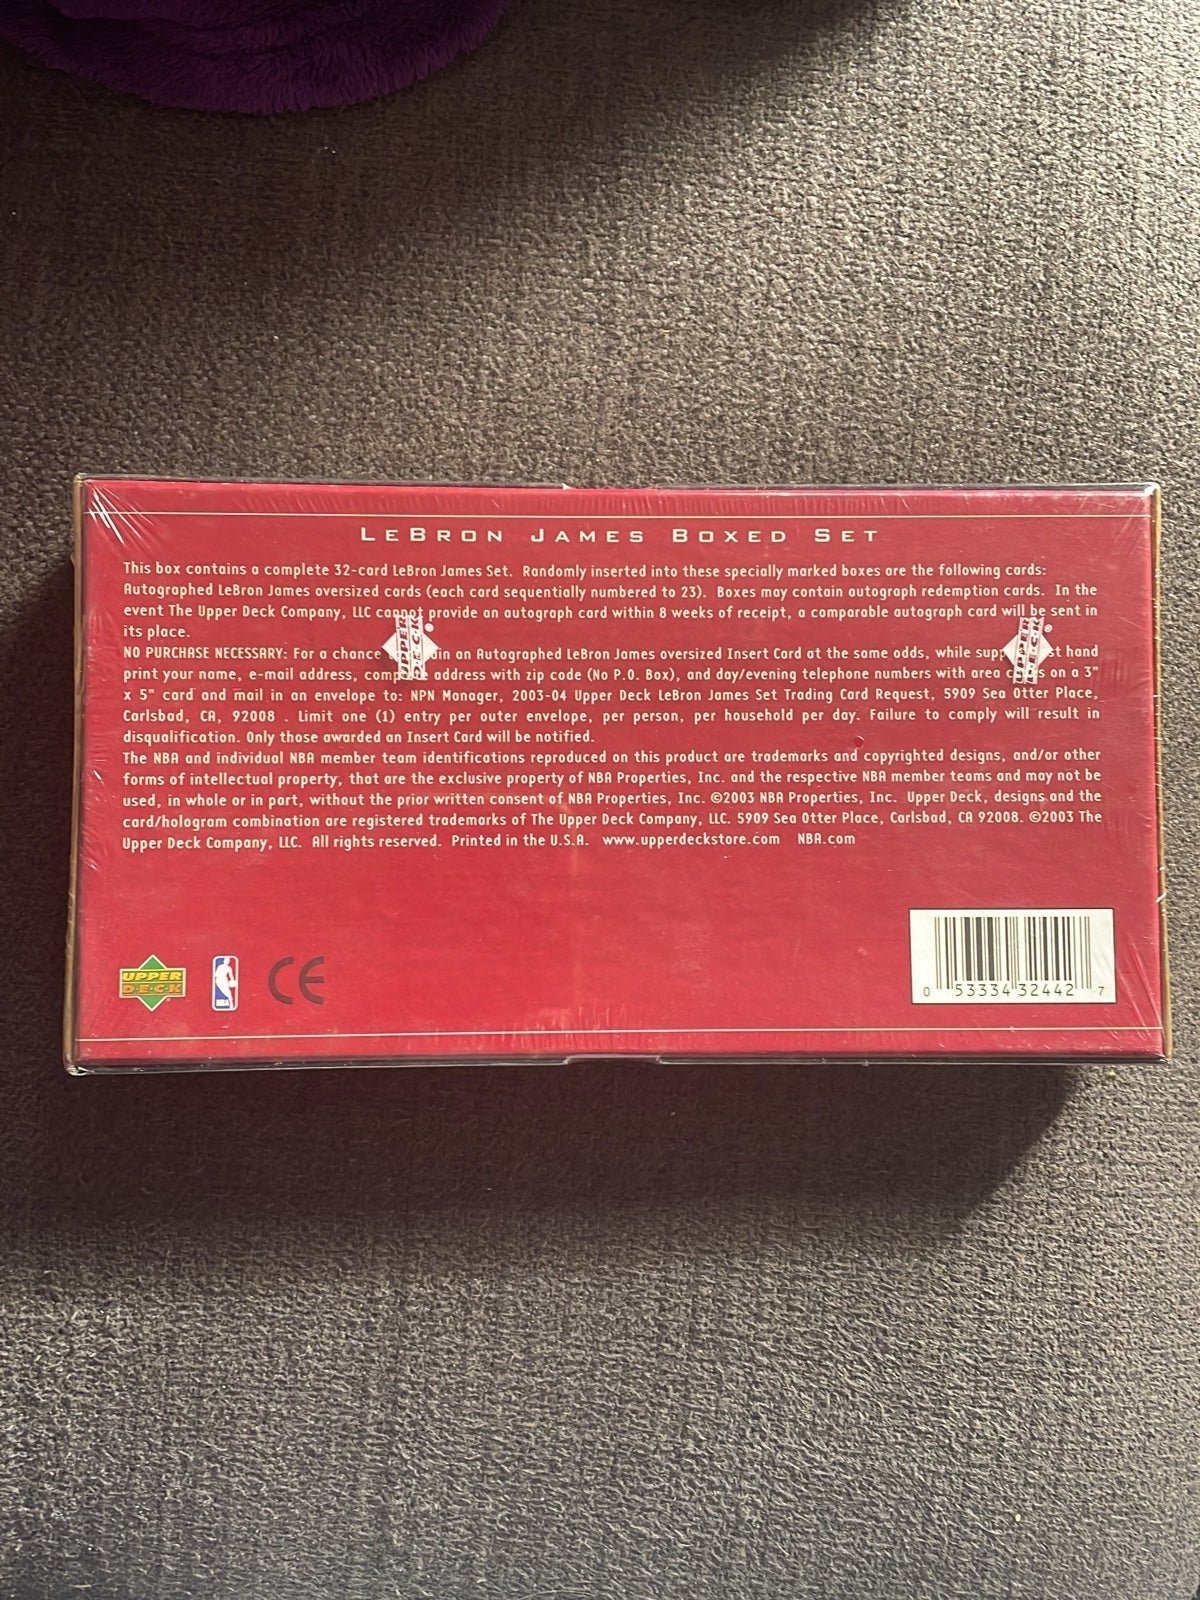 LeBron James Boxed Set
This box contains a complete 32-card LeBron James Set. Randomly inserted into these specially marked boxes are the following cards:
Autographed LeBron James oversized cards (each card sequentially numbered to 23). Boxes may contain autograph redemption cards. In the
event The Upper Deck Company, LLC cannot provide an autograph card within 8 weeks of receipt, a comparable autograph card will be sent in
its place.
NO PURCHASE NECESSARY: For a chance an Autographed LeBron James oversized Insert Card at the same odds, while hand
print your name, e-mail address, complete address with zip code (No P.O. Box), and day/evening telephone numbers with area codes on a 3"
x 5" card and mail in an envelope to: NPN Manager, 2003-04 Upper Deck LeBron James Set Trading Card Request, 5909 Sea Otter Place,
Carlsbad, CA, 92008 . Limit one (1) entry per outer envelope, per person, per household per day. Failure to comply will result in
disqualification. Only those awarded an Insert Card will be notified.
The NBA and individual NBA member team identifications reproduced on this product are trademarks and copyrighted designs, and/or other
forms of intellectual property, that are the exclusive property of NBA Properties, Inc. and the respective NBA member teams and may not be
used, in whole or in part, without the prior written consent of NBA Properties, Inc. ©2003 NBA Properties, Inc. Upper Deck, designs and the
card/hologram combination are registered trademarks of The Upper Deck Company, LLC. 5909 Sea Otter Place, Carlsbad, CA 92008. ©2003 The
Upper Deck Company, LLC. All rights reserved. Printed in the U.S.A. www.upperdeckstore.com NBA.com
UPPER DECK ®
UPPER DECK ®
UPPER
D·E·C·K
NBA
CE
0 53334 32442 7